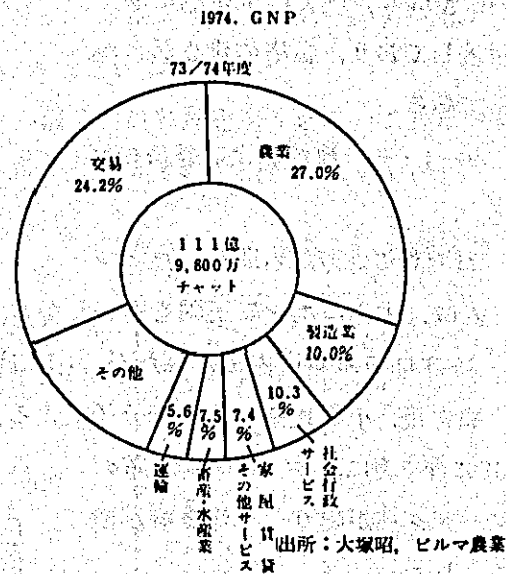 1974. GNP
73/74年度
農業
27.0%
製造業
10.0%
10.3
%
社会行政
サービス
7.4
%
家屋賃貸
その他サービス
7.5
%
畜産・水産業
5.6
%
運輸
その他
交易
24.2%
111億
9,800万
チャット
出所：大塚昭，ビルマ農業